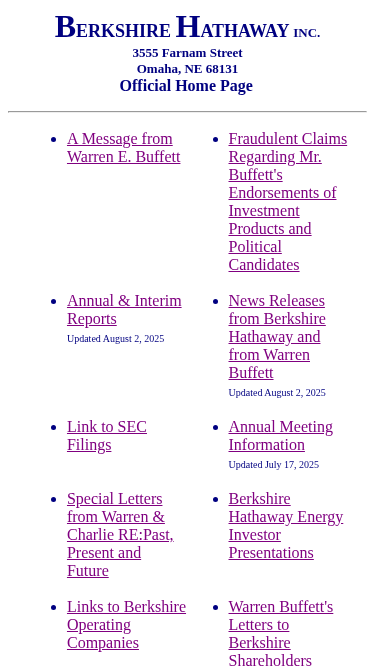 BERKSHIRE HATHAWAY INC.
3555 Farnam Street
Omaha, NE 68131
Official Home Page
A Message from
Warren E. Buffett
Fraudulent Claims
Regarding Mr.
Buffett's
Endorsements of
Investment
Products and
Political
Candidates
Annual & Interim
Reports
Updated August 2, 2025
News Releases
from Berkshire
Hathaway and
from Warren
Buffett
Updated August 2, 2025
Link to SEC
Filings
Annual Meeting
Information
Updated July 17, 2025
Special Letters
from Warren &
Charlie RE:Past,
Present and
Future
Berkshire
Hathaway Energy
Investor
Presentations
Links to Berkshire
Operating
Companies
Warren Buffett's
Letters to
Berkshire
Shareholders